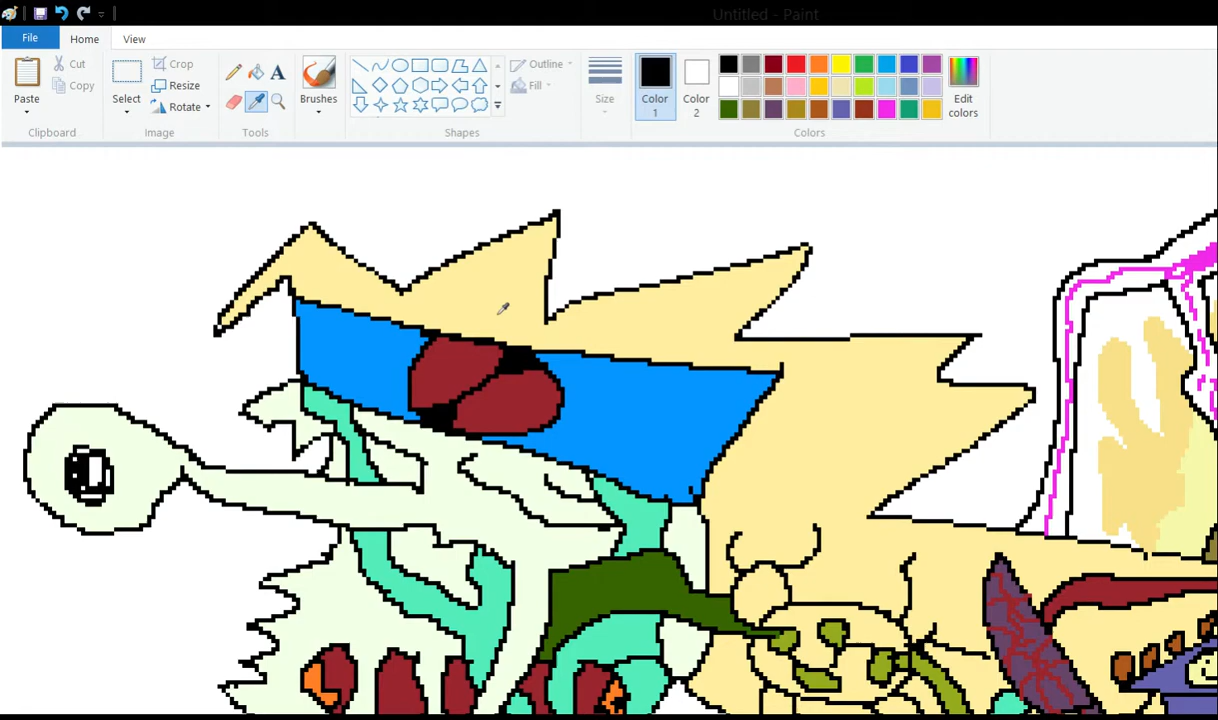 Untitled - Paint
File Home View
Paste
Cut
Copy
Clipboard
Select
Crop
Resize
Rotate
Image
Tools
Brushes
Shapes
Outline
Fill
Size
Color 1
Color 2
Edit colors
Colors